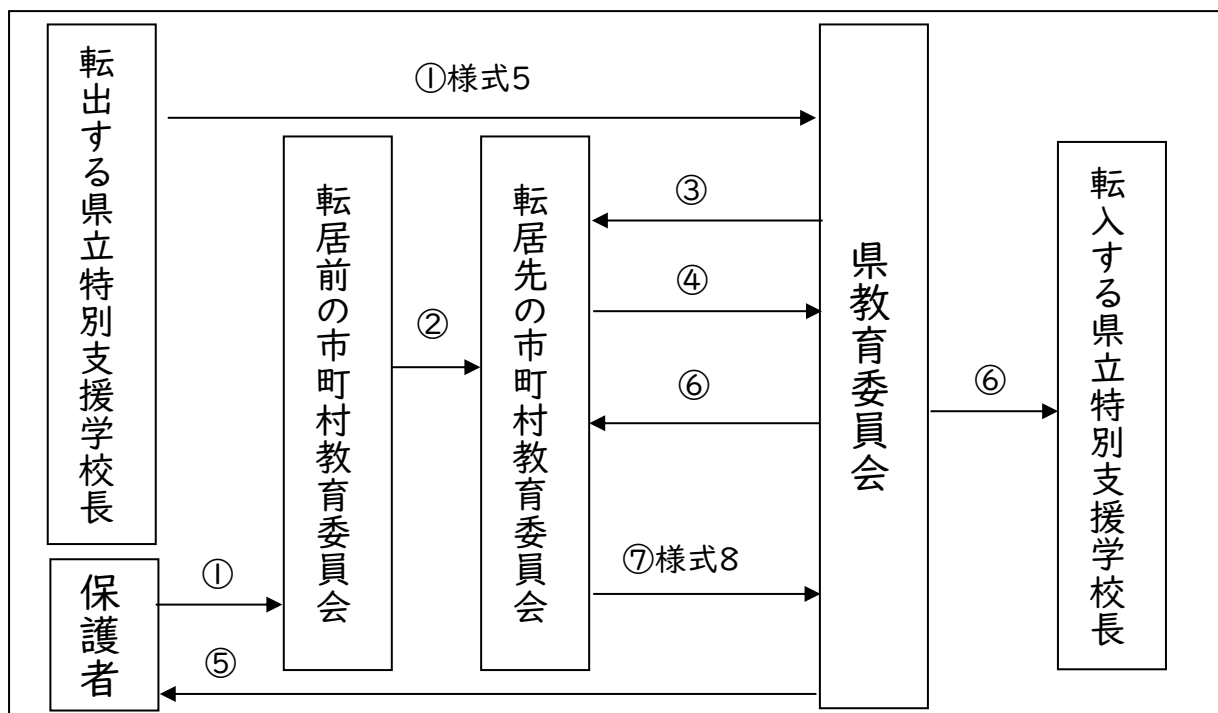 転出する県立特別支援学校長
①様式5
転居前の市町村教育委員会
転居先の市町村教育委員会
県教育委員会
転入する県立特別支援学校長
③
④
②
⑥
⑥
⑦様式8
保護者
①
⑤